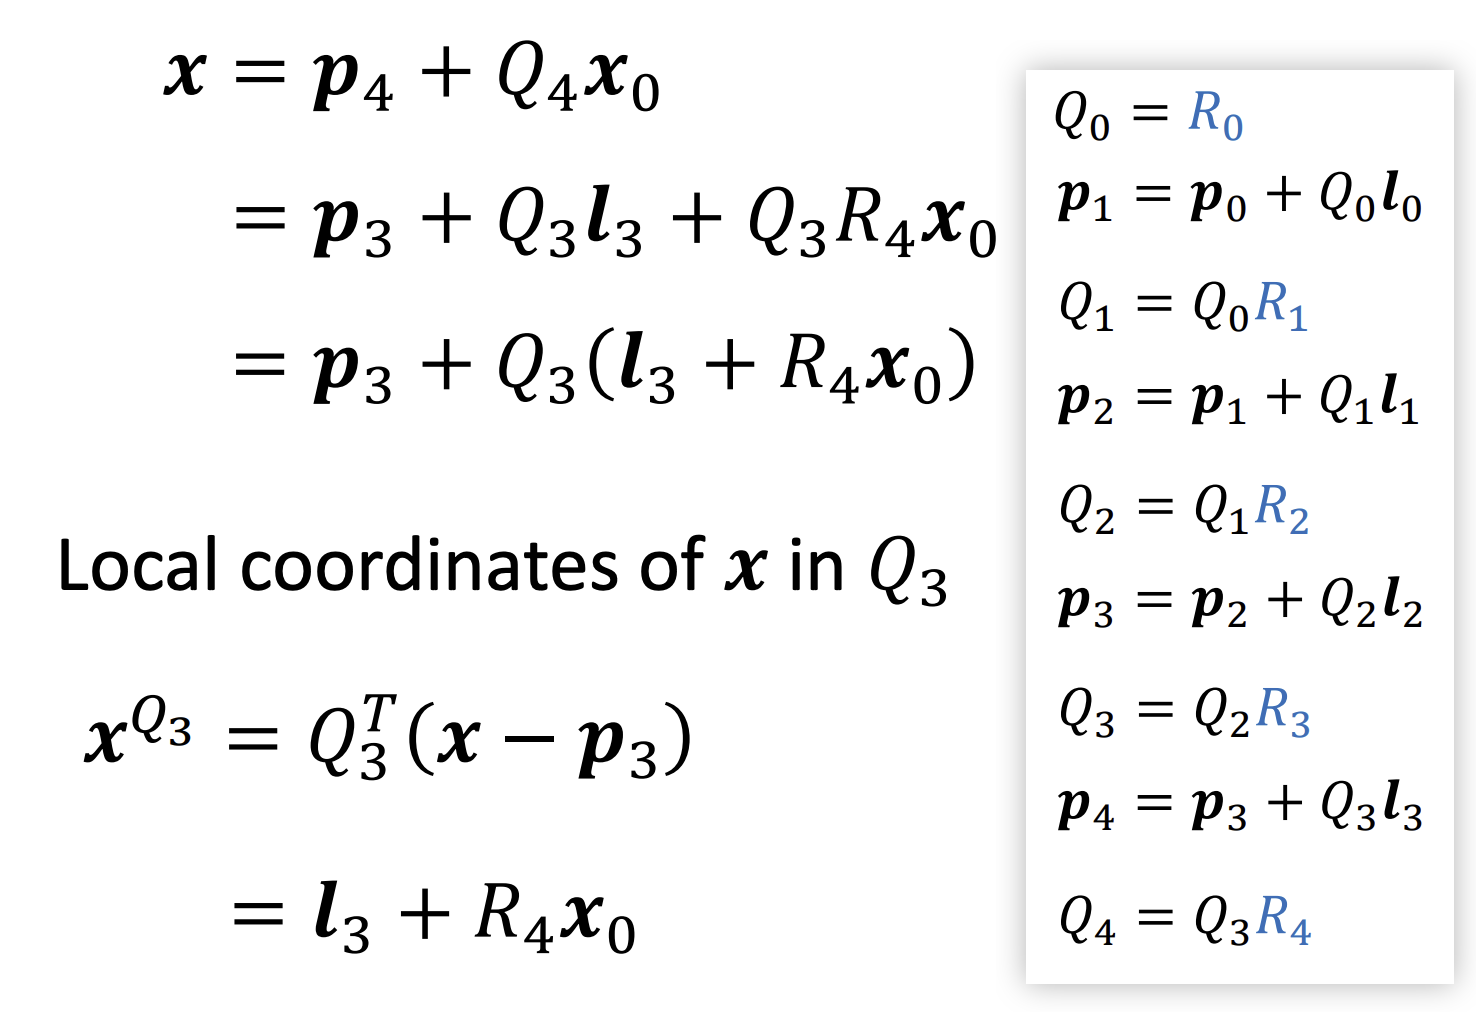 x = p₄ + Q₄x₀
= p₃ + Q₃l₃ + Q₃R₄x₀
= p₃ + Q₃(l₃ + R₄x₀)
Local coordinates of x in Q₃
x^{Q₃} = Q₃ᵀ(x − p₃)
= l₃ + R₄x₀
Q₀ = R₀
p₁ = p₀ + Q₀l₀
Q₁ = Q₀R₁
p₂ = p₁ + Q₁l₁
Q₂ = Q₁R₂
p₃ = p₂ + Q₂l₂
Q₃ = Q₂R₃
p₄ = p₃ + Q₃l₃
Q₄ = Q₃R₄